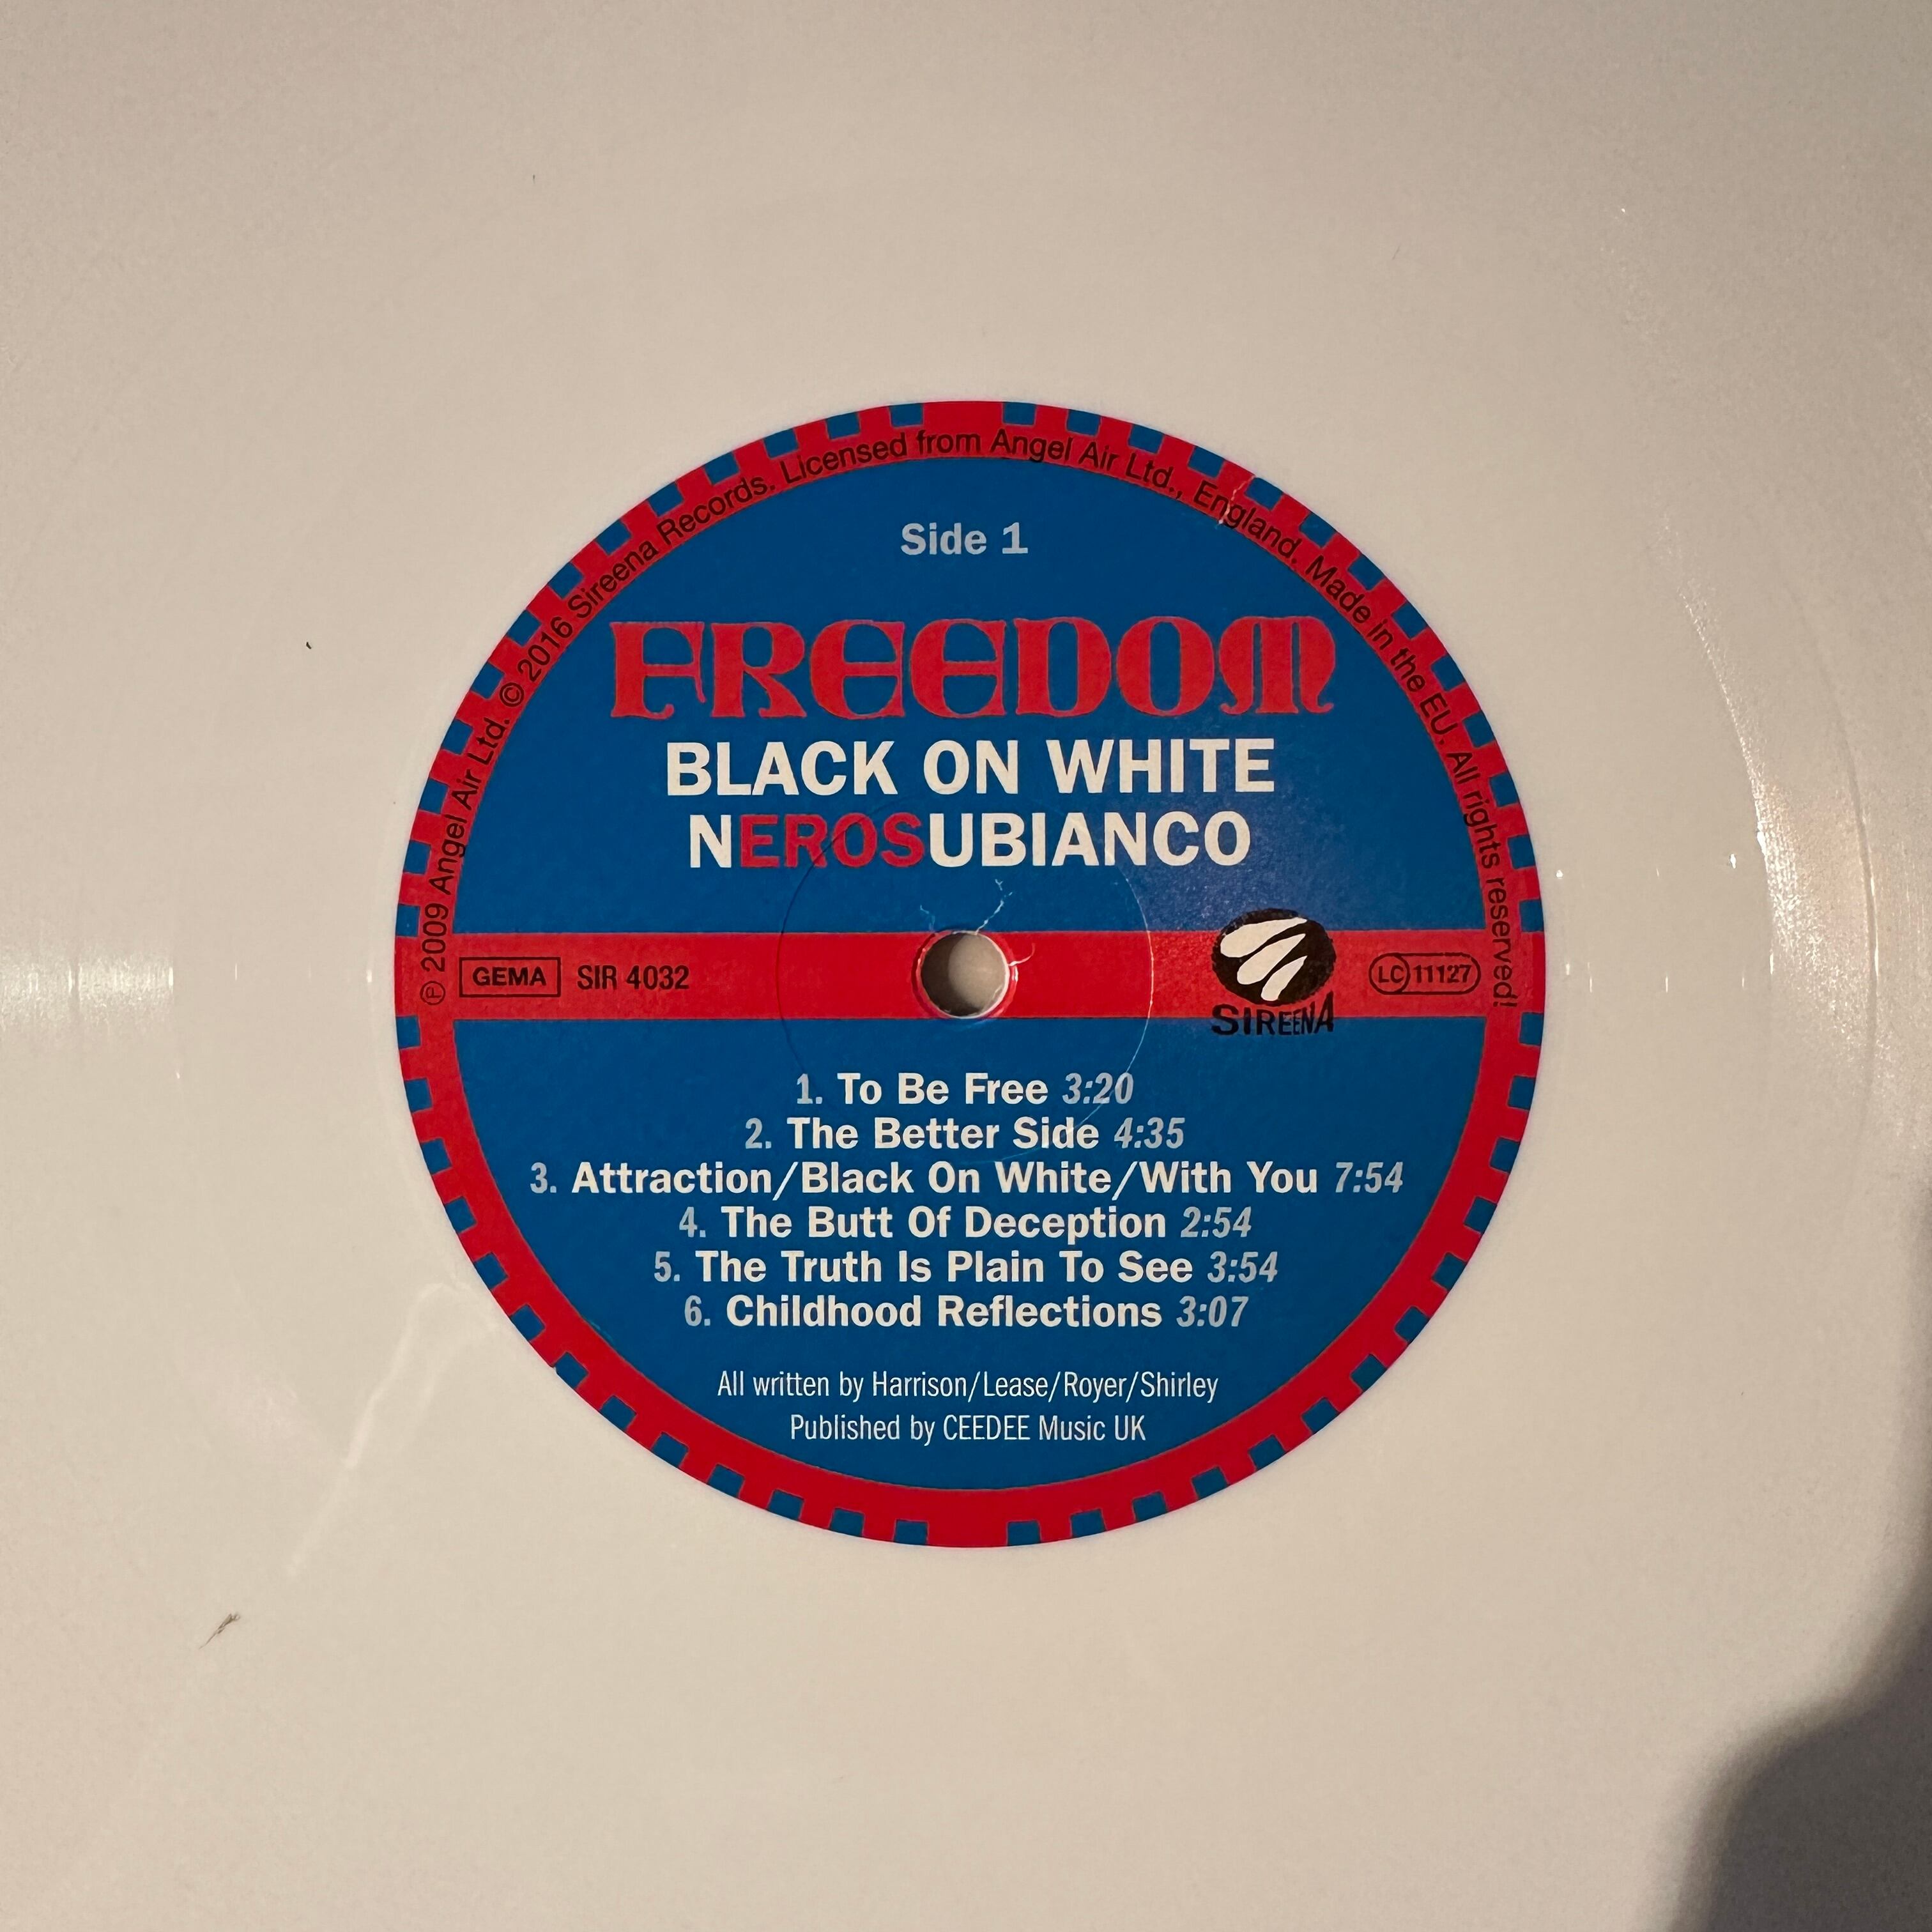 ℗ 2009 Angel Air Ltd. © 2016 Sireena Records. Licensed from Angel Air Ltd., England. Made in the EU. All rights reserved!
Side 1
FREEDOM
BLACK ON WHITE
NEROSUBIANCO
GEMA SIR 4032
SIREENA
LC 11127
1. To Be Free 3:20
2. The Better Side 4:35
3. Attraction/Black On White/With You 7:54
4. The Butt Of Deception 2:54
5. The Truth Is Plain To See 3:54
6. Childhood Reflections 3:07
All written by Harrison/Lease/Royer/Shirley
Published by CEEDEE Music UK